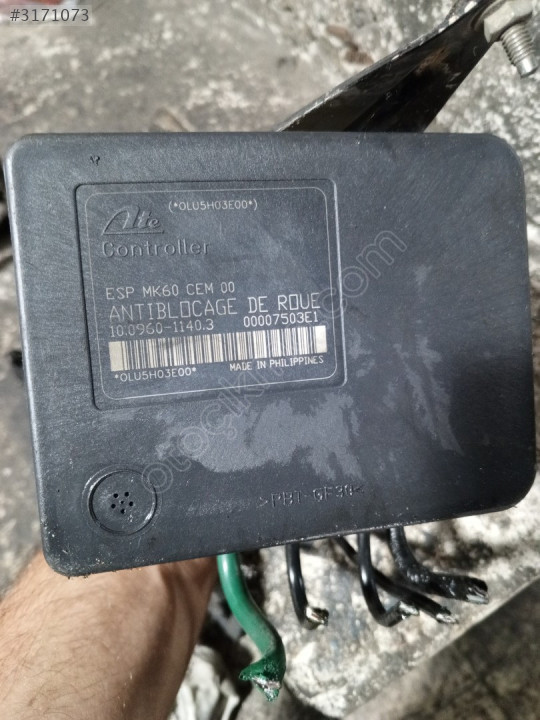 #3171073
(*OLU5H03E00*)
Ate
Controller
ESP MK60 CEM 00
ANTIBLOCAGE DE ROUE
10.0960-1140.3 00007503E1
*OLU5H03E00* MADE IN PHILIPPINES
>PBT-GF30<